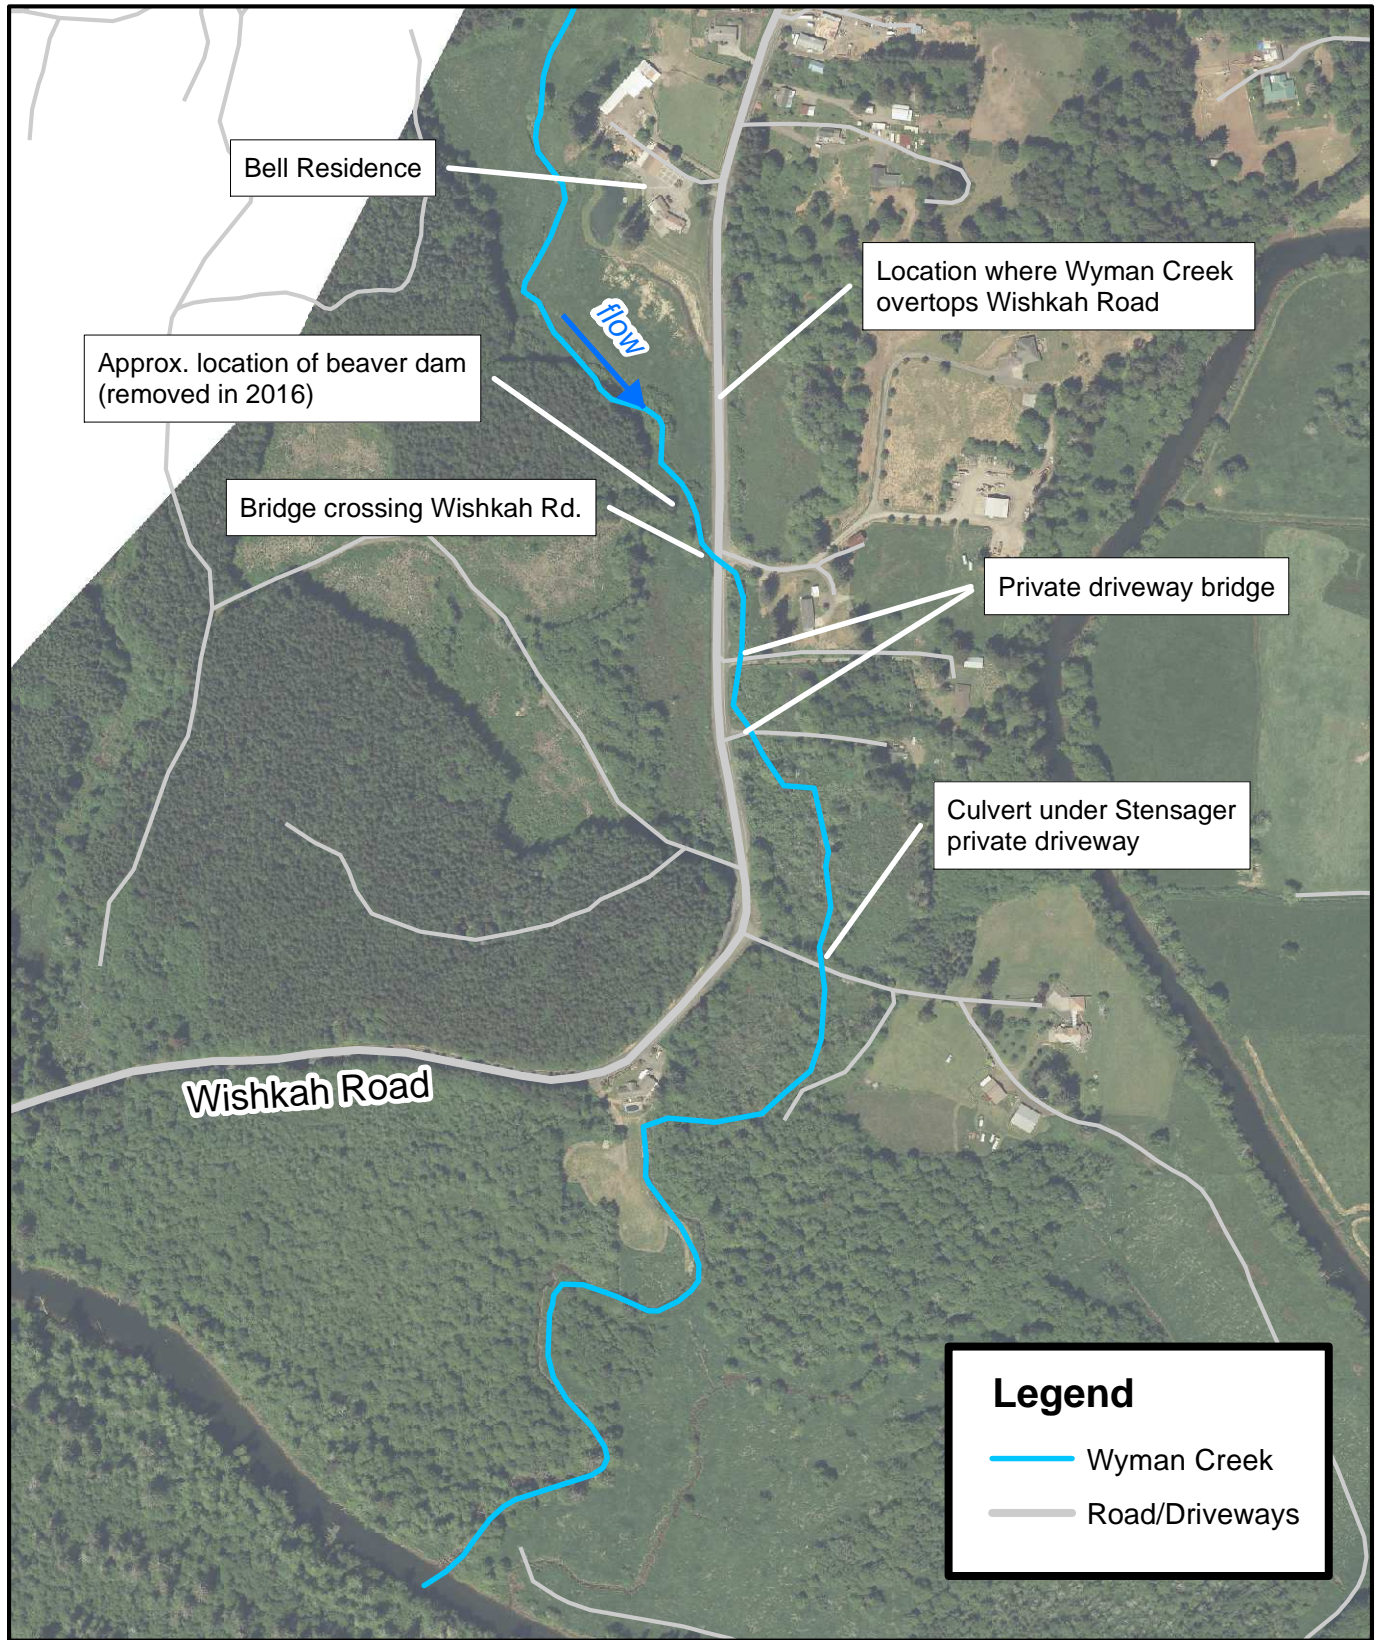 Bell Residence
Location where Wyman Creek
overtops Wishkah Road
flow
Approx. location of beaver dam
(removed in 2016)
Bridge crossing Wishkah Rd.
Private driveway bridge
Culvert under Stensager
private driveway
Wishkah Road
Legend
Wyman Creek
Road/Driveways